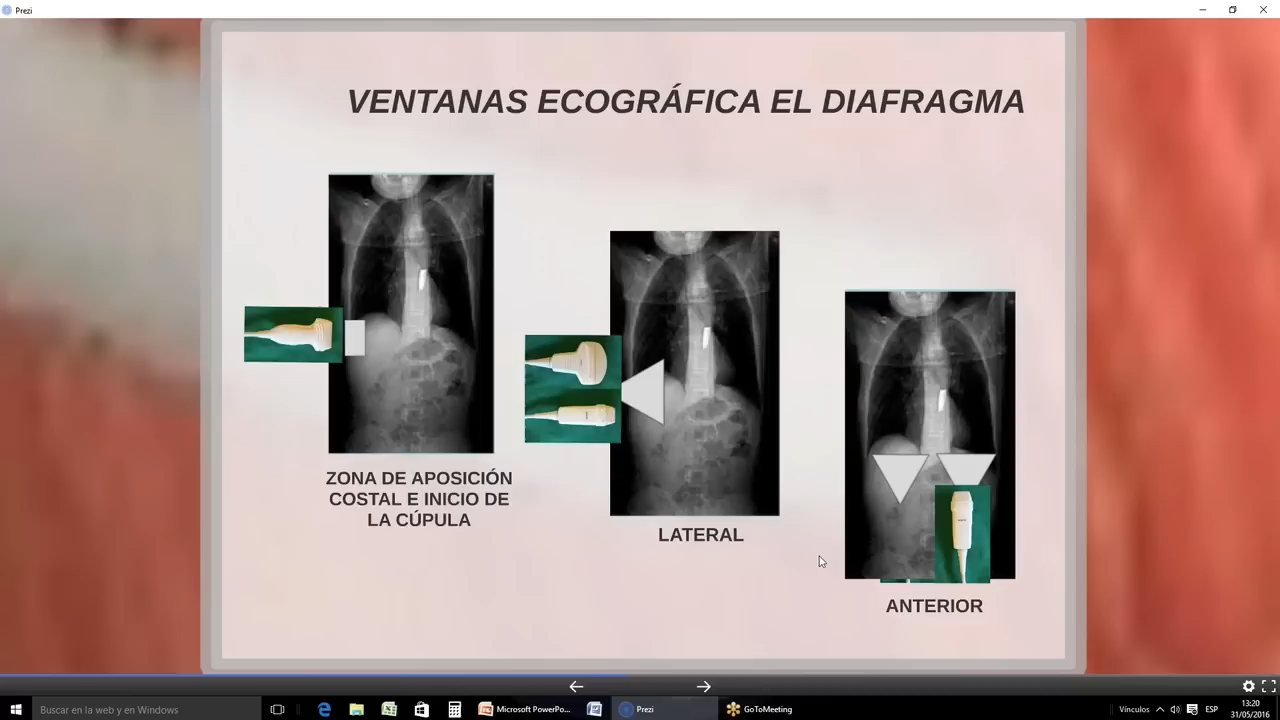 Prezi
VENTANAS ECOGRÁFICA EL DIAFRAGMA
ZONA DE APOSICIÓN
COSTAL E INICIO DE
LA CÚPULA
LATERAL
ANTERIOR
Buscar en la web y en Windows
Microsoft PowerPo...
Prezi
GoToMeeting
Vínculos
ESP
13:20
31/05/2016